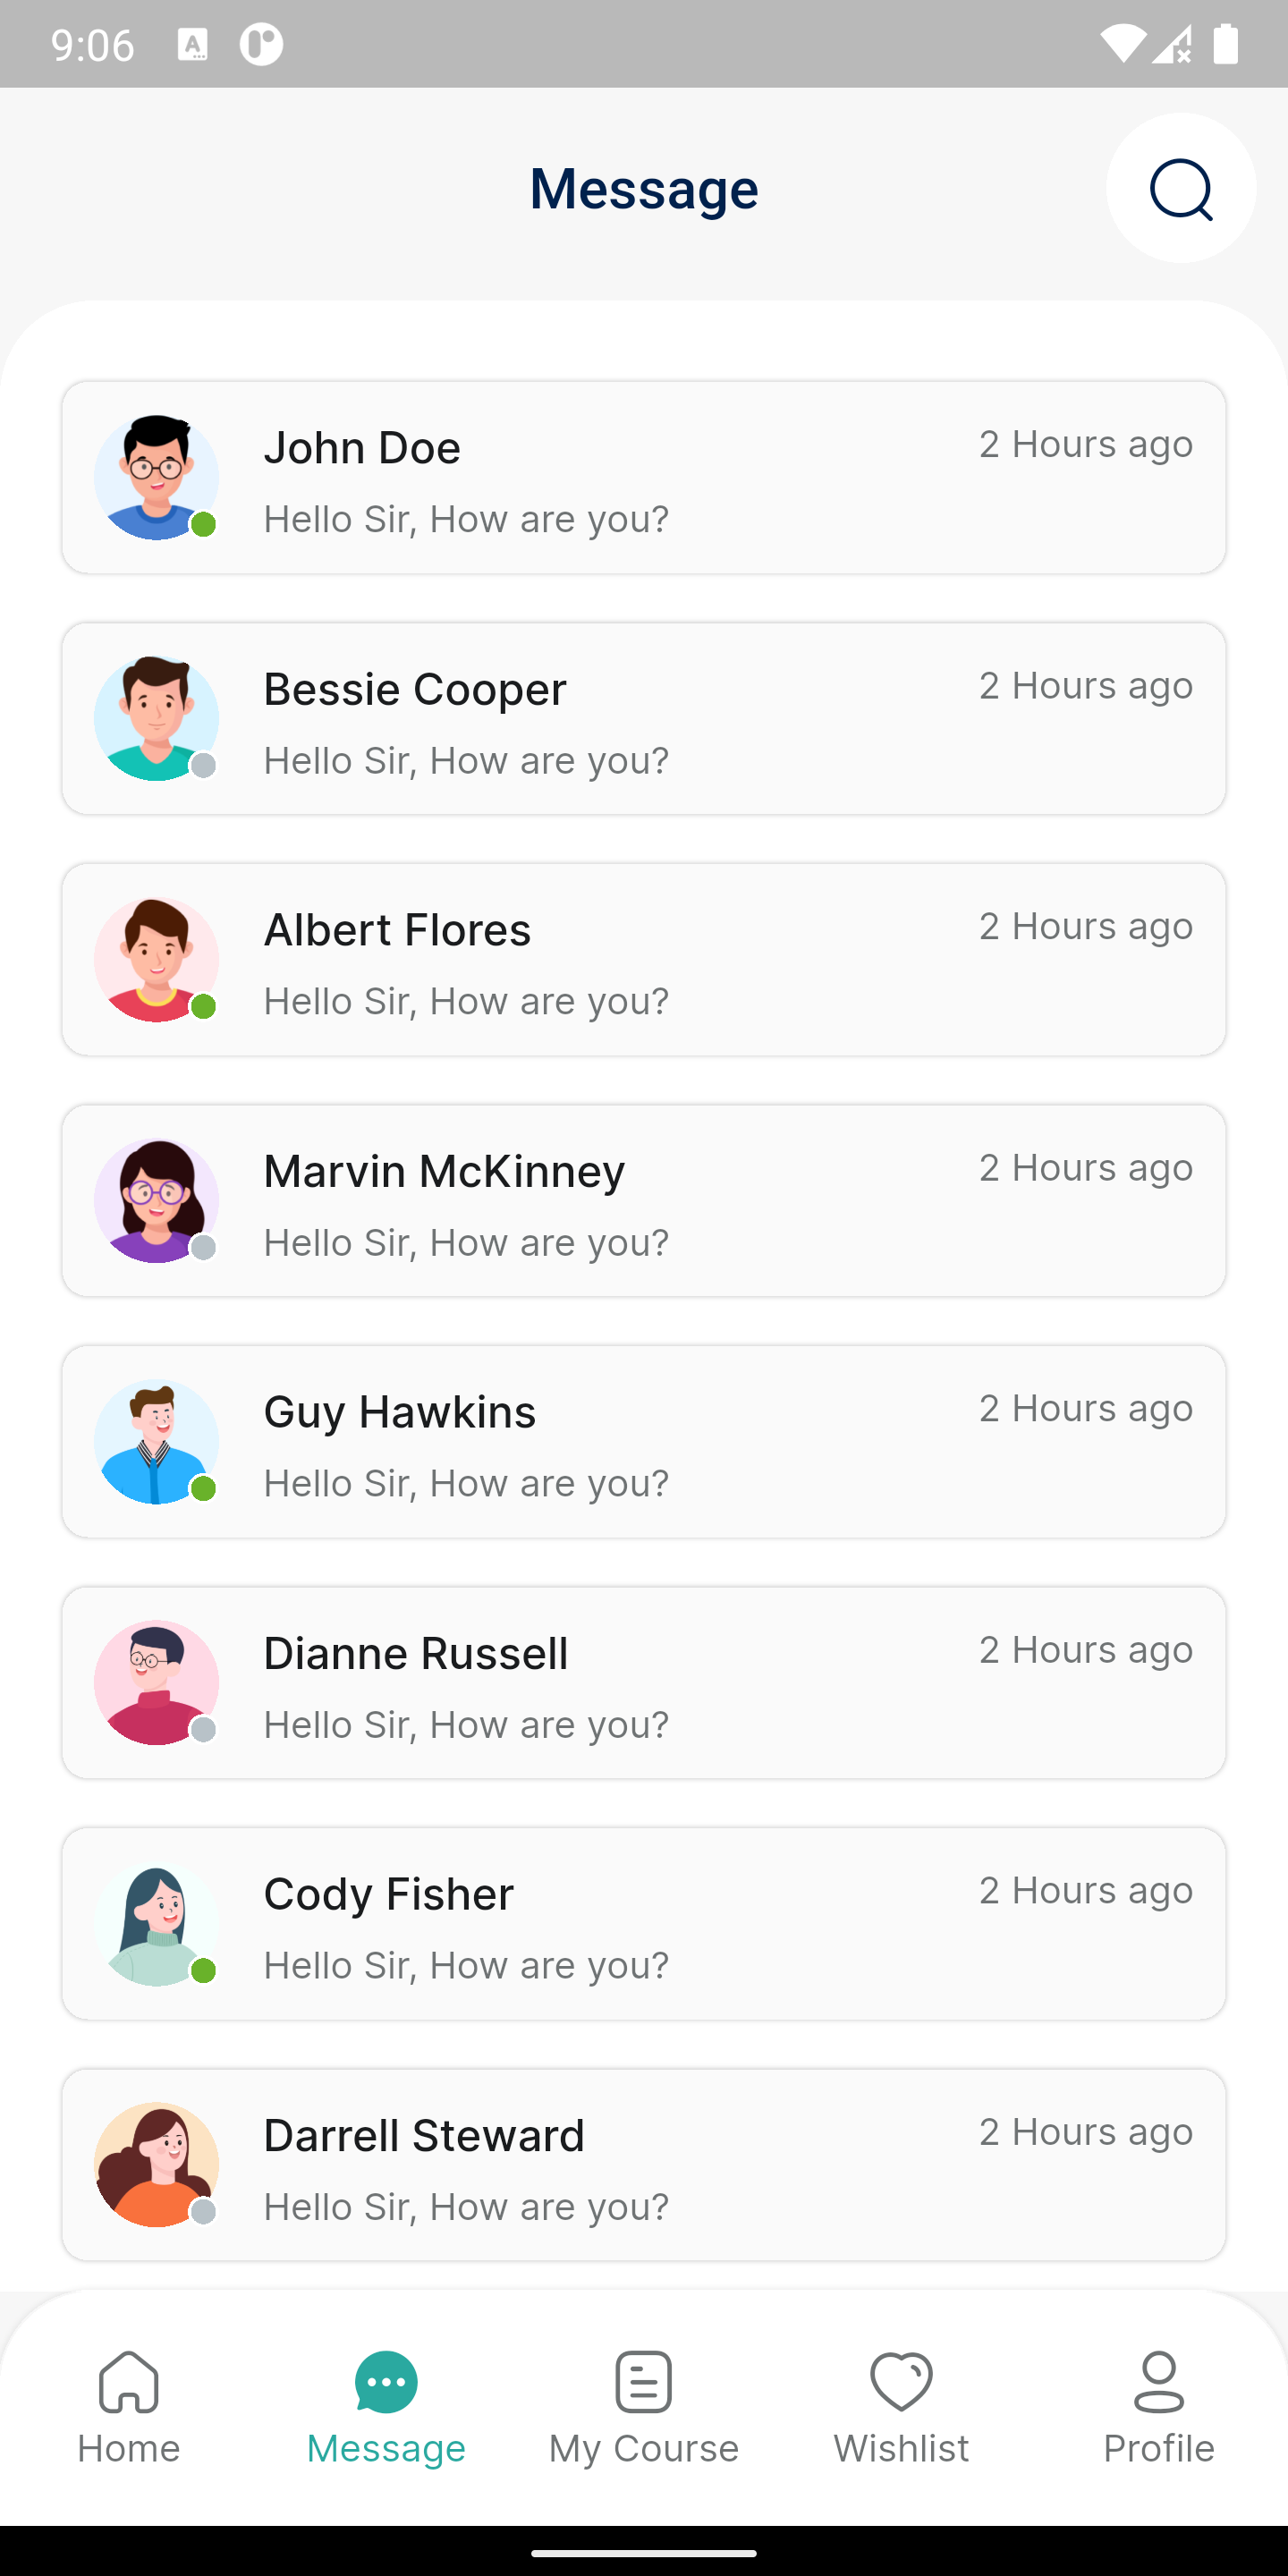 9:06
Message
John Doe
2 Hours ago
Hello Sir, How are you?
Bessie Cooper
2 Hours ago
Hello Sir, How are you?
Albert Flores
2 Hours ago
Hello Sir, How are you?
Marvin McKinney
2 Hours ago
Hello Sir, How are you?
Guy Hawkins
2 Hours ago
Hello Sir, How are you?
Dianne Russell
2 Hours ago
Hello Sir, How are you?
Cody Fisher
2 Hours ago
Hello Sir, How are you?
Darrell Steward
2 Hours ago
Hello Sir, How are you?
Home
Message
My Course
Wishlist
Profile